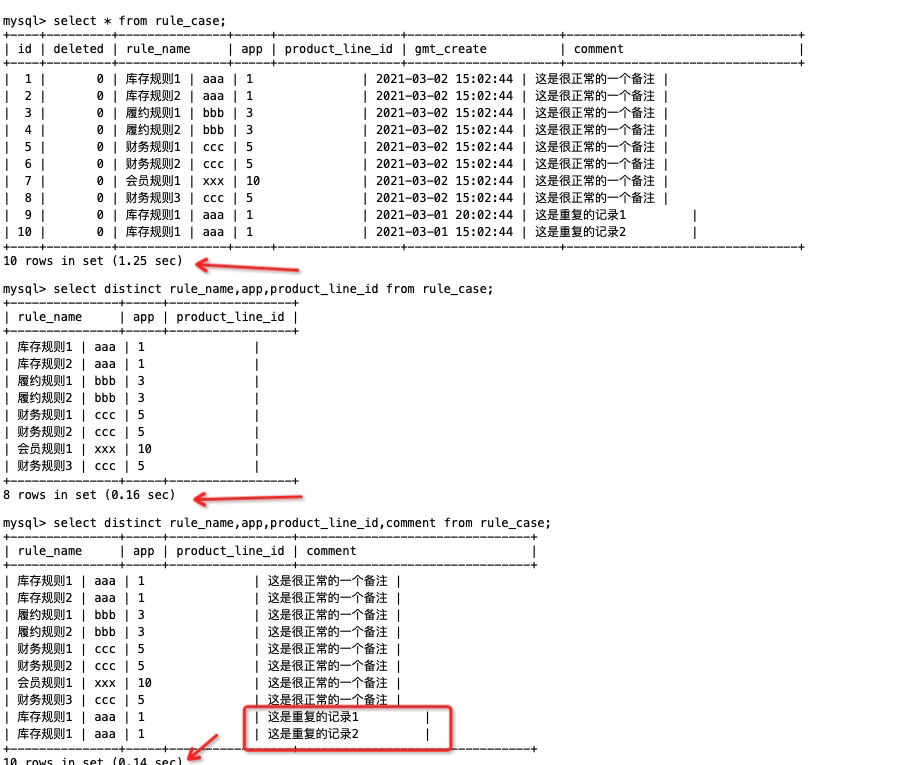 mysql> select * from rule_case;
+----+---------+---------------+-----+-----------------+---------------------+-------------------------------+
| id | deleted | rule_name     | app | product_line_id | gmt_create          | comment                       |
+----+---------+---------------+-----+-----------------+---------------------+-------------------------------+
|  1 |       0 | 库存规则1 | aaa | 1               | 2021-03-02 15:02:44 | 这是很正常的一个备注 |
|  2 |       0 | 库存规则2 | aaa | 1               | 2021-03-02 15:02:44 | 这是很正常的一个备注 |
|  3 |       0 | 履约规则1 | bbb | 3               | 2021-03-02 15:02:44 | 这是很正常的一个备注 |
|  4 |       0 | 履约规则2 | bbb | 3               | 2021-03-02 15:02:44 | 这是很正常的一个备注 |
|  5 |       0 | 财务规则1 | ccc | 5               | 2021-03-02 15:02:44 | 这是很正常的一个备注 |
|  6 |       0 | 财务规则2 | ccc | 5               | 2021-03-02 15:02:44 | 这是很正常的一个备注 |
|  7 |       0 | 会员规则1 | xxx | 10              | 2021-03-02 15:02:44 | 这是很正常的一个备注 |
|  8 |       0 | 财务规则3 | ccc | 5               | 2021-03-02 15:02:44 | 这是很正常的一个备注 |
|  9 |       0 | 库存规则1 | aaa | 1               | 2021-03-01 20:02:44 | 这是重复的记录1         |
| 10 |       0 | 库存规则1 | aaa | 1               | 2021-03-01 15:02:44 | 这是重复的记录2         |
+----+---------+---------------+-----+-----------------+---------------------+-------------------------------+
10 rows in set (1.25 sec)
mysql> select distinct rule_name,app,product_line_id from rule_case;
+---------------+-----+-----------------+
| rule_name     | app | product_line_id |
+---------------+-----+-----------------+
| 库存规则1 | aaa | 1               |
| 库存规则2 | aaa | 1               |
| 履约规则1 | bbb | 3               |
| 履约规则2 | bbb | 3               |
| 财务规则1 | ccc | 5               |
| 财务规则2 | ccc | 5               |
| 会员规则1 | xxx | 10              |
| 财务规则3 | ccc | 5               |
+---------------+-----+-----------------+
8 rows in set (0.16 sec)
mysql> select distinct rule_name,app,product_line_id,comment from rule_case;
+---------------+-----+-----------------+-------------------------------+
| rule_name     | app | product_line_id | comment                       |
+---------------+-----+-----------------+-------------------------------+
| 库存规则1 | aaa | 1               | 这是很正常的一个备注 |
| 库存规则2 | aaa | 1               | 这是很正常的一个备注 |
| 履约规则1 | bbb | 3               | 这是很正常的一个备注 |
| 履约规则2 | bbb | 3               | 这是很正常的一个备注 |
| 财务规则1 | ccc | 5               | 这是很正常的一个备注 |
| 财务规则2 | ccc | 5               | 这是很正常的一个备注 |
| 会员规则1 | xxx | 10              | 这是很正常的一个备注 |
| 财务规则3 | ccc | 5               | 这是很正常的一个备注 |
| 库存规则1 | aaa | 1               | 这是重复的记录1         |
| 库存规则1 | aaa | 1               | 这是重复的记录2         |
+---------------+-----+-----------------+-------------------------------+
10 rows in set (0.14 sec)